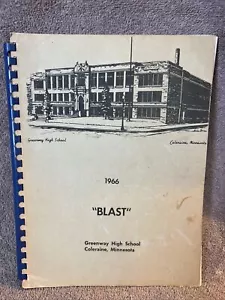 Greenway High School
Coleraine, Minnesota
1966
"BLAST"
Greenway High School
Coleraine, Minnesota